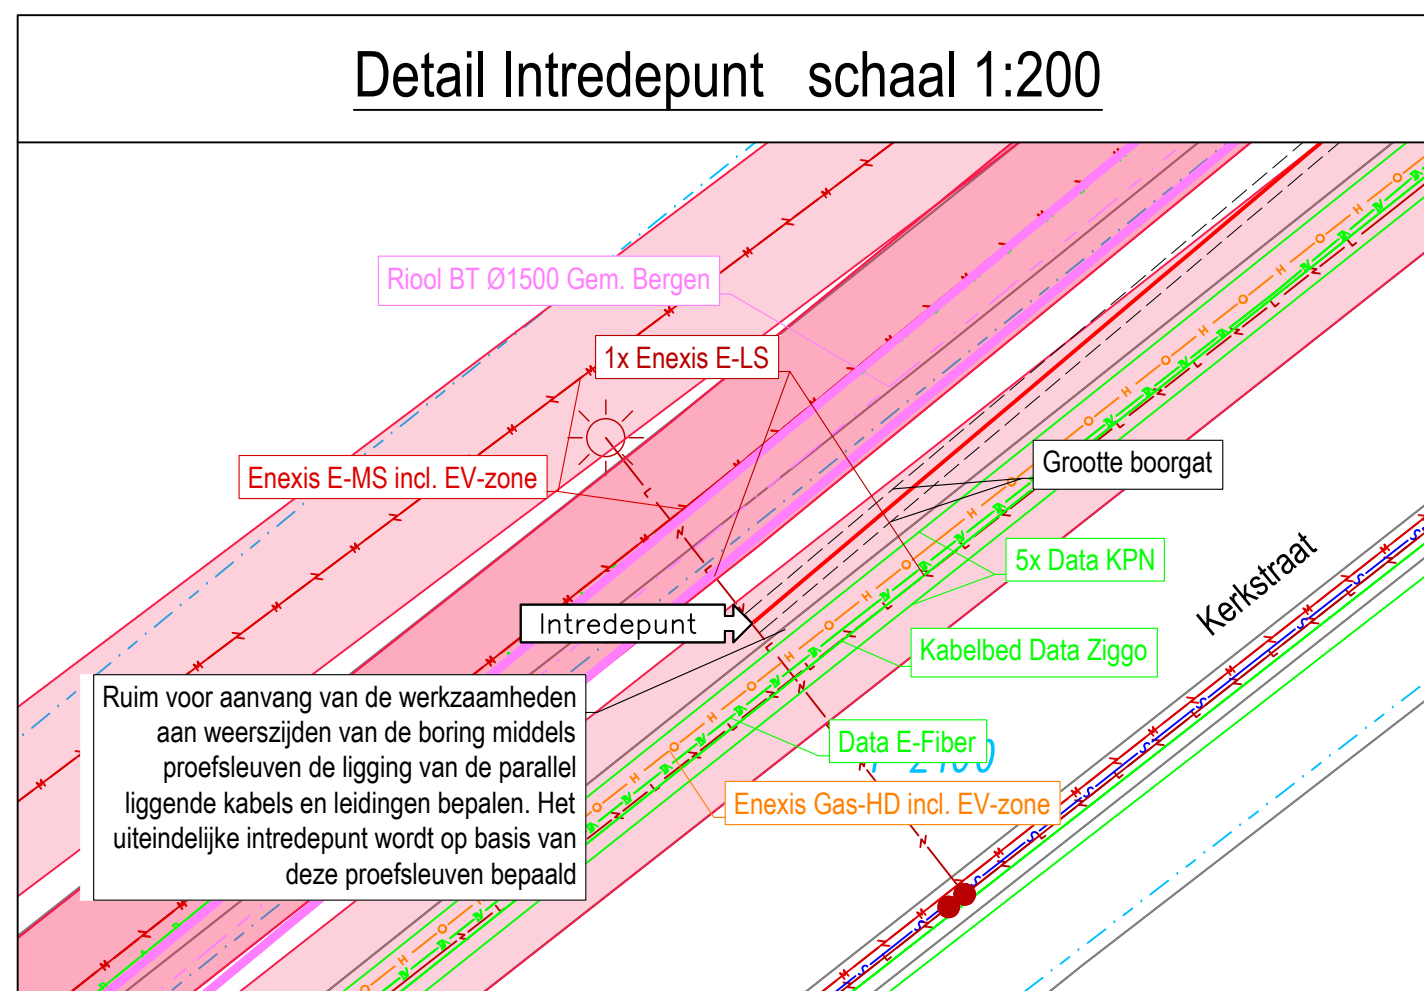 Detail Intredepunt schaal 1:200
Riool BT Ø1500 Gem. Bergen
1x Enexis E-LS
Enexis E-MS incl. EV-zone
Grootte boorgat
5x Data KPN
Kerkstraat
Intredepunt
Kabelbed Data Ziggo
Ruim voor aanvang van de werkzaamheden
aan weerszijden van de boring middels
proefsleuven de ligging van de parallel
liggende kabels en leidingen bepalen. Het
uiteindelijke intredepunt wordt op basis van
deze proefsleuven bepaald
Data E-Fiber
Enexis Gas-HD incl. EV-zone